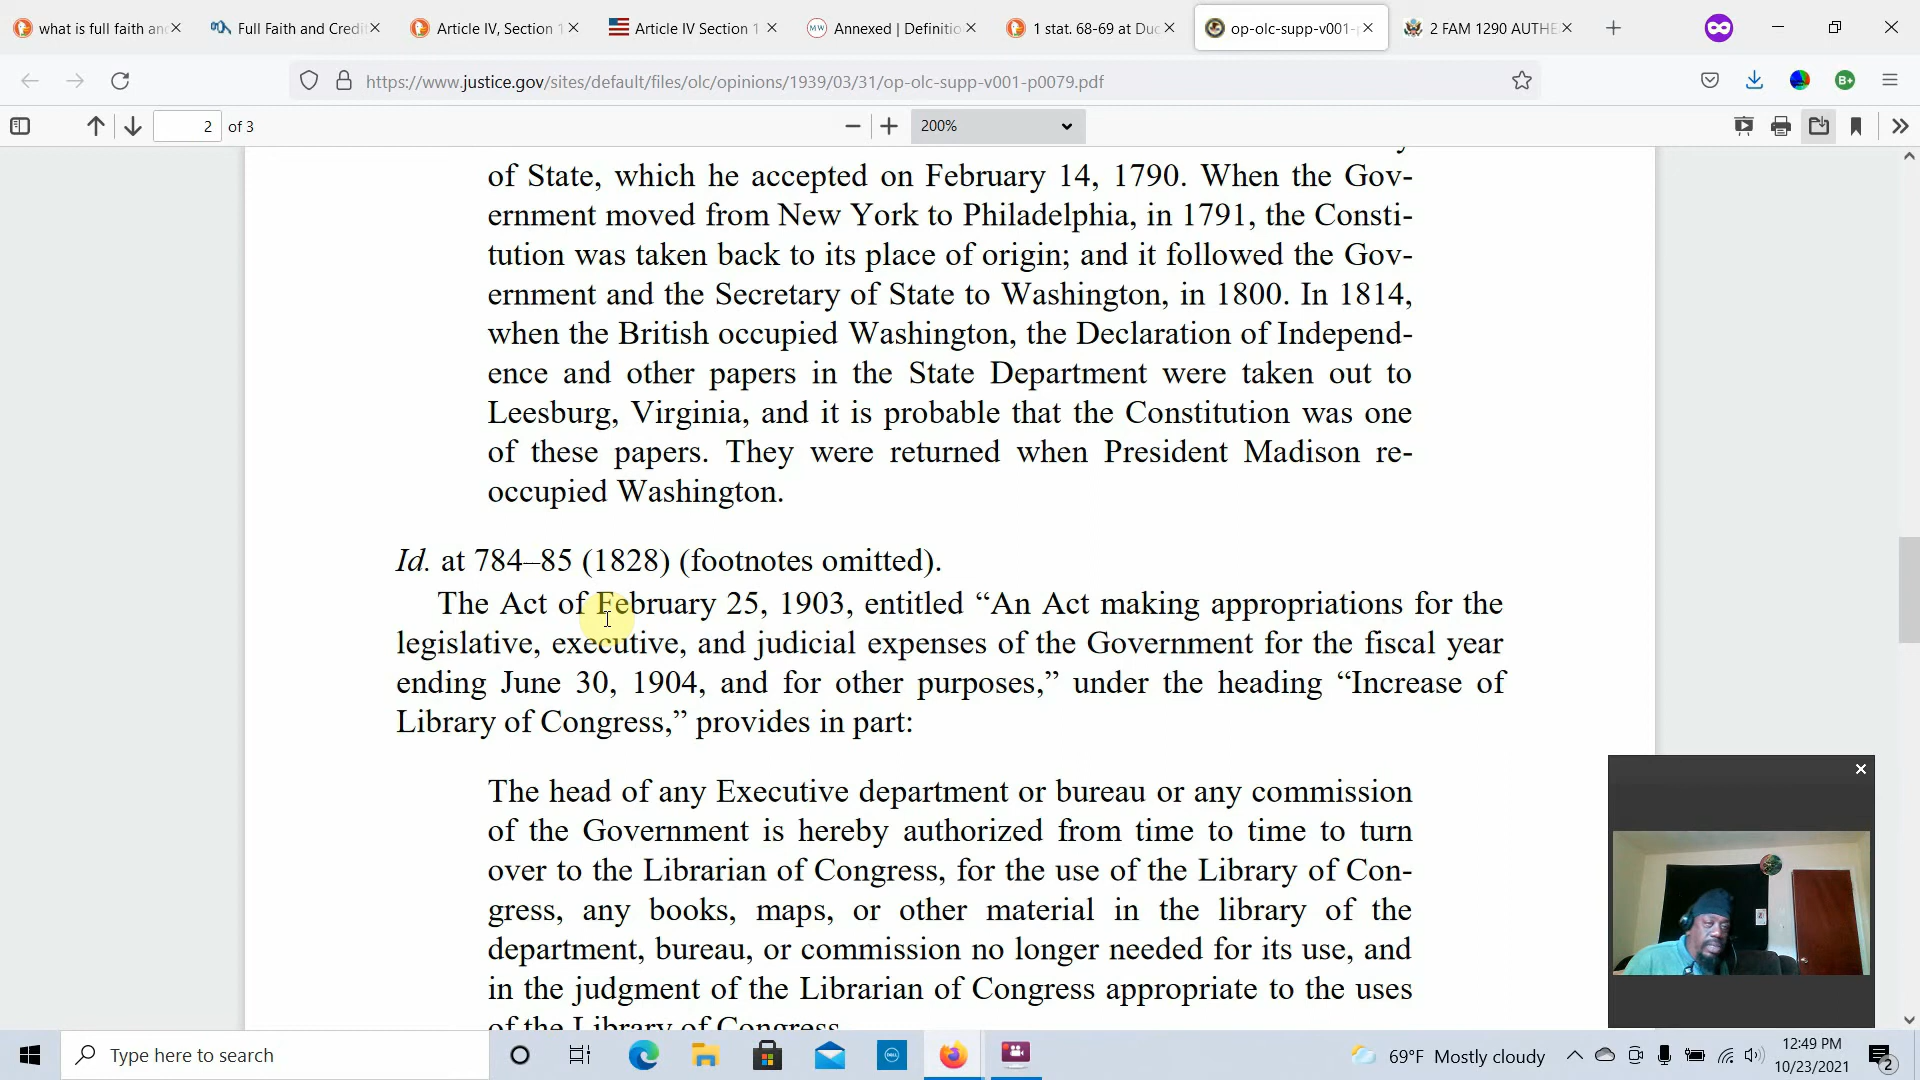 what is full faith an
Full Faith and Credi
Article IV, Section 1
Article IV Section 1
Annexed | Definitio
1 stat. 68-69 at Duc
op-olc-supp-v001-
2 FAM 1290 AUTHE
https://www.justice.gov/sites/default/files/olc/opinions/1939/03/31/op-olc-supp-v001-p0079.pdf
2 of 3
200%
of State, which he accepted on February 14, 1790. When the Gov-
ernment moved from New York to Philadelphia, in 1791, the Consti-
tution was taken back to its place of origin; and it followed the Gov-
ernment and the Secretary of State to Washington, in 1800. In 1814,
when the British occupied Washington, the Declaration of Independ-
ence and other papers in the State Department were taken out to
Leesburg, Virginia, and it is probable that the Constitution was one
of these papers. They were returned when President Madison re-
occupied Washington.
Id. at 784–85 (1828) (footnotes omitted).
The Act of February 25, 1903, entitled “An Act making appropriations for the
legislative, executive, and judicial expenses of the Government for the fiscal year
ending June 30, 1904, and for other purposes,” under the heading “Increase of
Library of Congress,” provides in part:
The head of any Executive department or bureau or any commission
of the Government is hereby authorized from time to time to turn
over to the Librarian of Congress, for the use of the Library of Con-
gress, any books, maps, or other material in the library of the
department, bureau, or commission no longer needed for its use, and
in the judgment of the Librarian of Congress appropriate to the uses
of the Library of Congress
Type here to search
69°F Mostly cloudy
12:49 PM
10/23/2021
2